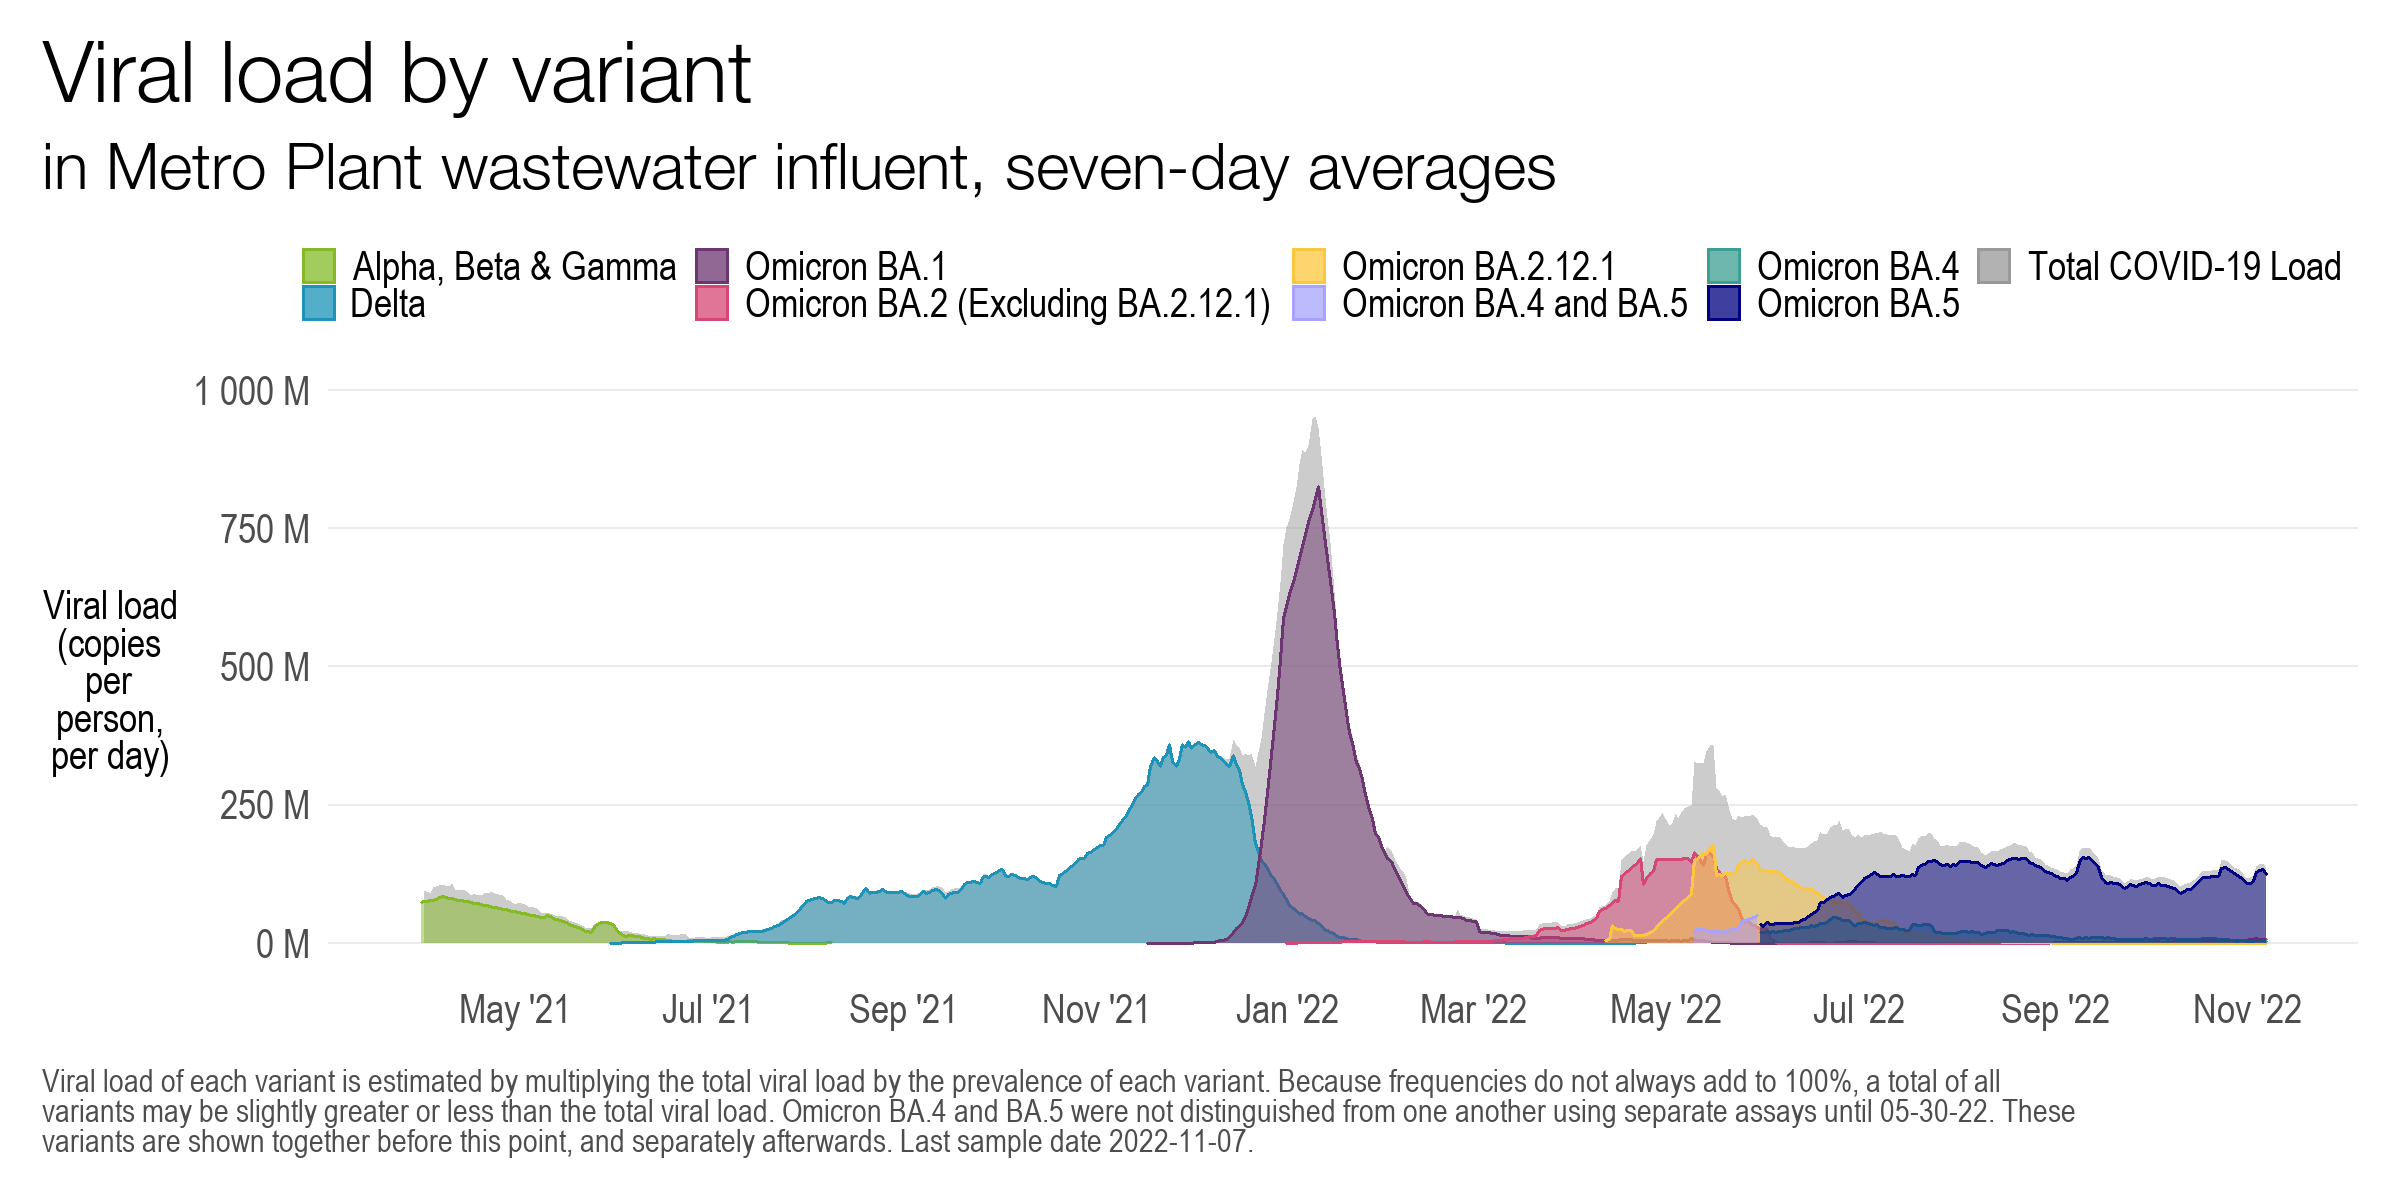 Viral load by variant
in Metro Plant wastewater influent, seven-day averages
Alpha, Beta & Gamma
Delta
Omicron BA.1
Omicron BA.2 (Excluding BA.2.12.1)
Omicron BA.2.12.1
Omicron BA.4 and BA.5
Omicron BA.4
Omicron BA.5
Total COVID-19 Load
Viral load
(copies
per
person,
per day)
1 000 M
750 M
500 M
250 M
0 M
May '21
Jul '21
Sep '21
Nov '21
Jan '22
Mar '22
May '22
Jul '22
Sep '22
Nov '22
Viral load of each variant is estimated by multiplying the total viral load by the prevalence of each variant. Because frequencies do not always add to 100%, a total of all
variants may be slightly greater or less than the total viral load. Omicron BA.4 and BA.5 were not distinguished from one another using separate assays until 05-30-22. These
variants are shown together before this point, and separately afterwards. Last sample date 2022-11-07.